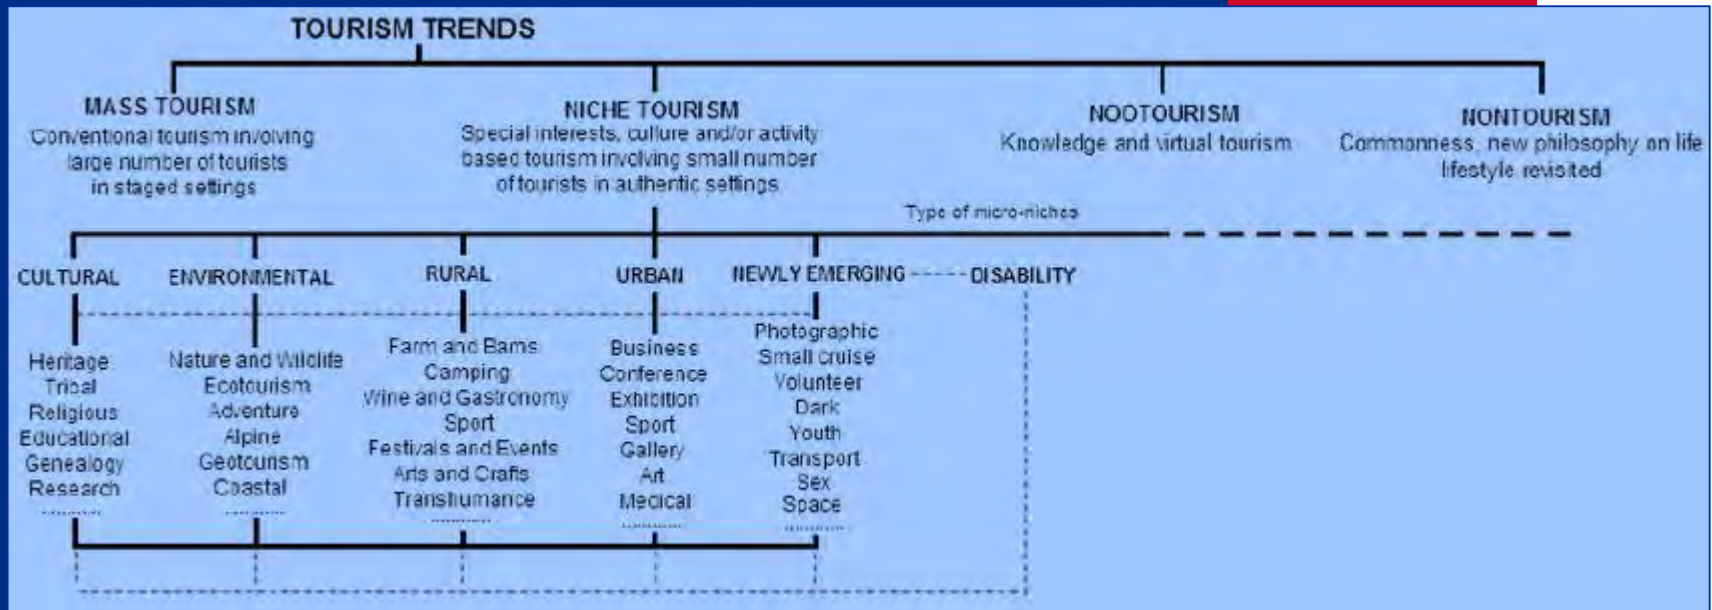 TOURISM TRENDS
MASS TOURISM
Conventional tourism involving
large number of tourists
in staged settings
NICHE TOURISM
Special interests, culture and/or activity
based tourism involving small number
of tourists in authentic settings
NOOTOURISM
Knowledge and virtual tourism
NONTOURISM
Commonness, new philosophy on life
lifestyle revisited
Type of micro-niches
CULTURAL
Heritage
Tribal
Religious
Educational
Genealogy
Research
..........
ENVIRONMENTAL
Nature and Wildlife
Ecotourism
Adventure
Alpine
Geotourism
Coastal
..........
RURAL
Farm and Barns
Camping
Wine and Gastronomy
Sport
Festivals and Events
Arts and Crafts
Transhumance
..........
URBAN
Business
Conference
Exhibition
Sport
Gallery
Art
Medical
..........
NEWLY EMERGING
Photographic
Small cruise
Volunteer
Dark
Youth
Transport
Sex
Space
..........
DISABILITY